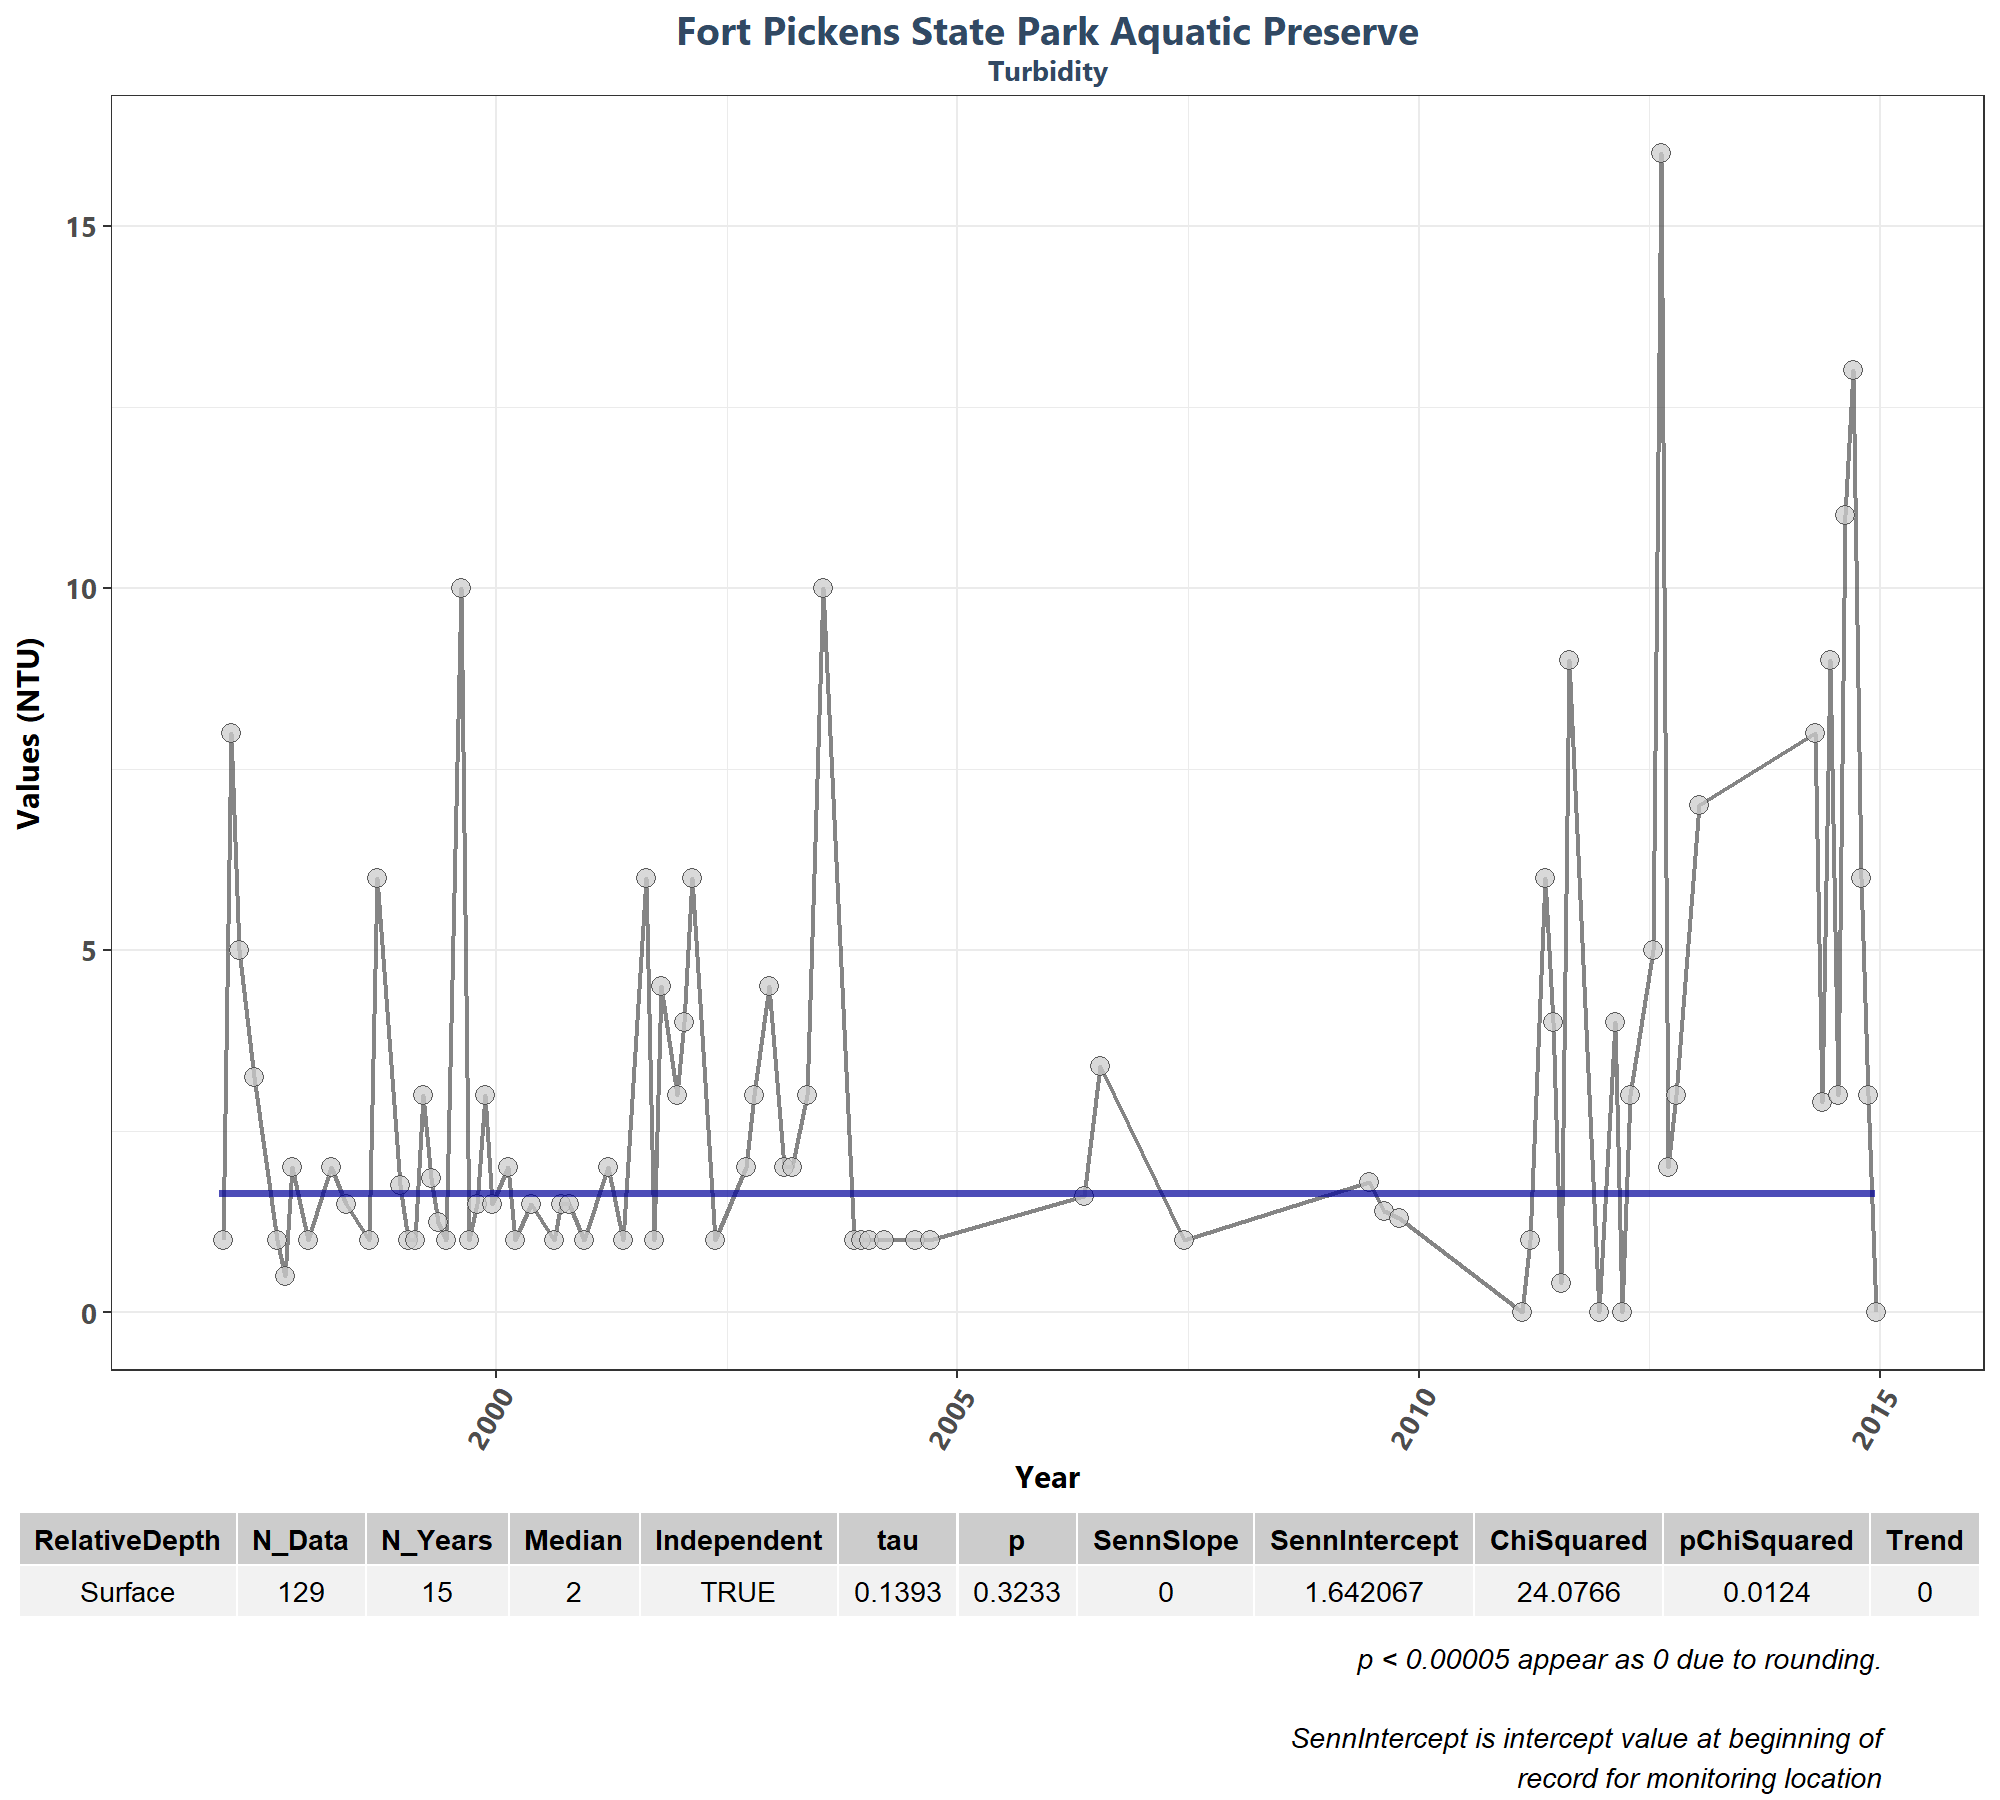 Fort Pickens State Park Aquatic Preserve
Turbidity
Values (NTU)
15
10
5
0
2000 2005 2010 2015
Year
RelativeDepth N_Data N_Years Median Independent tau p SennSlope SennIntercept ChiSquared pChiSquared Trend
Surface 129 15 2 TRUE 0.1393 0.3233 0 1.642067 24.0766 0.0124 0
p < 0.00005 appear as 0 due to rounding.
SennIntercept is intercept value at beginning of
record for monitoring location